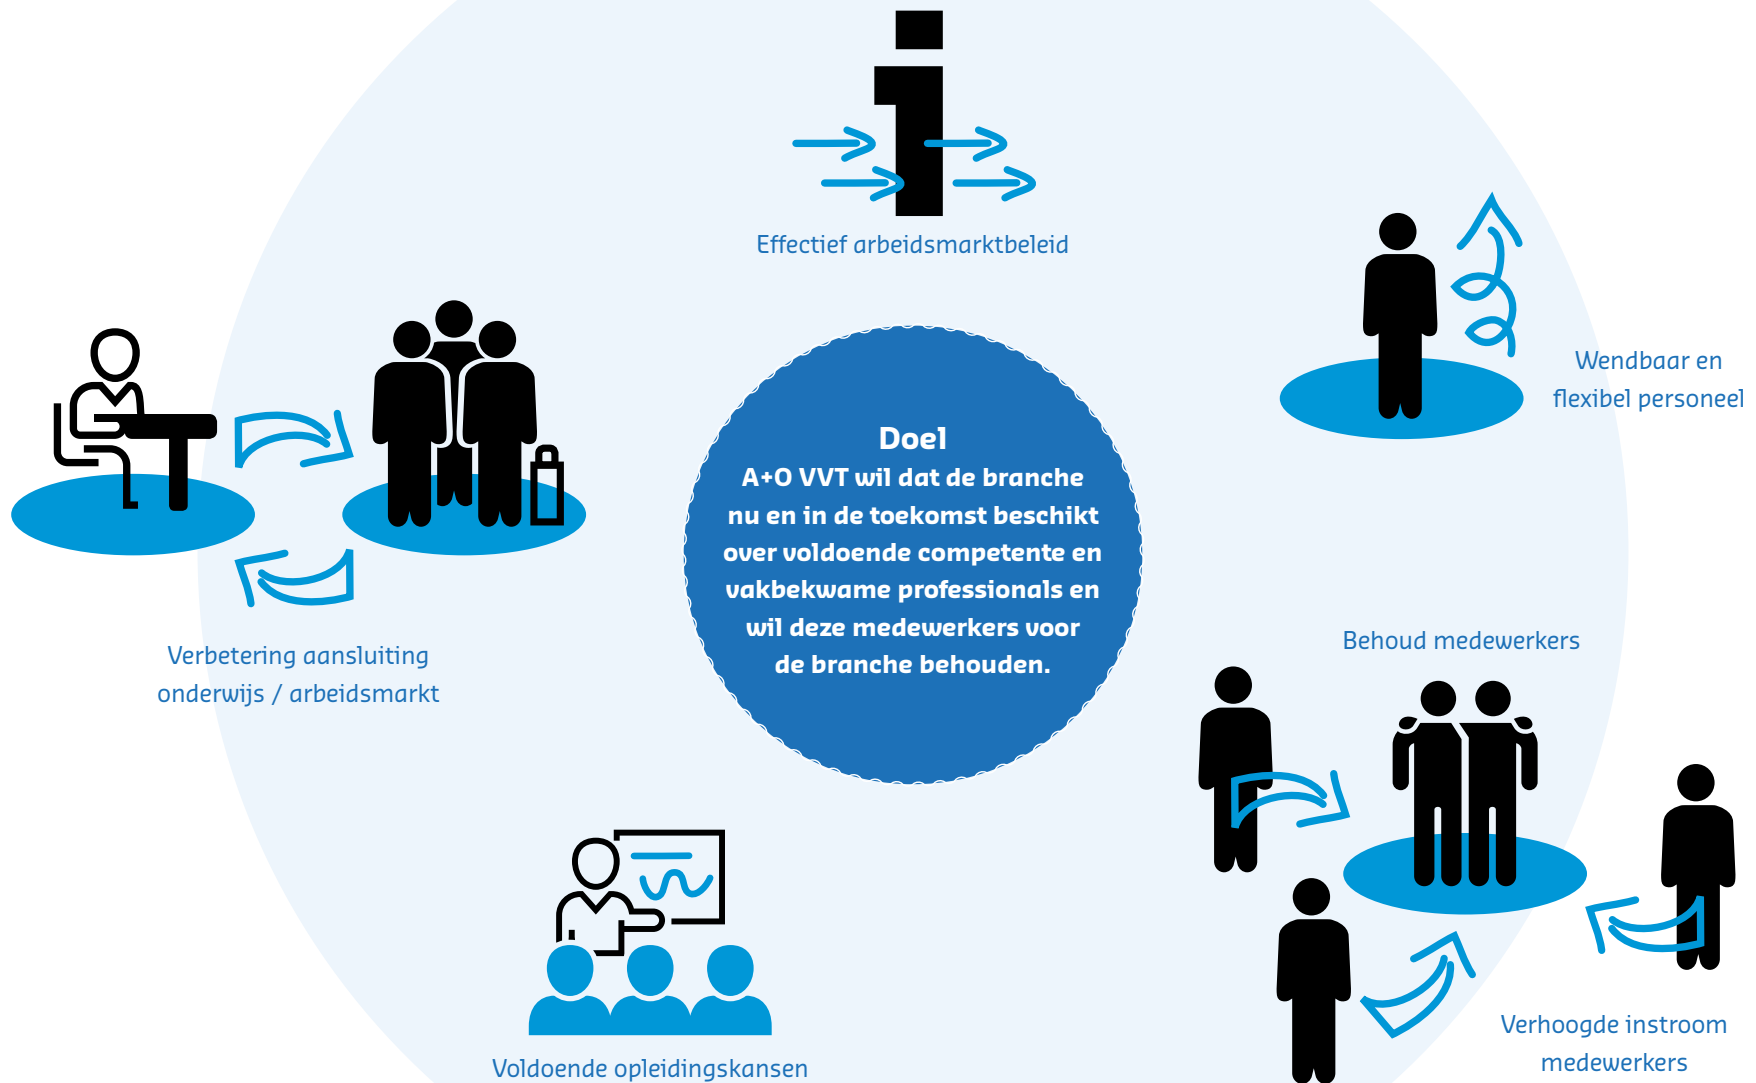 Effectief arbeidsmarktbeleid
Wendbaar en
flexibel personeel
Doel
A+O VVT wil dat de branche
nu en in de toekomst beschikt
over voldoende competente en
vakbekwame professionals en
wil deze medewerkers voor
de branche behouden.
Verbetering aansluiting
onderwijs / arbeidsmarkt
Behoud medewerkers
Verhoogde instroom
medewerkers
Voldoende opleidingskansen